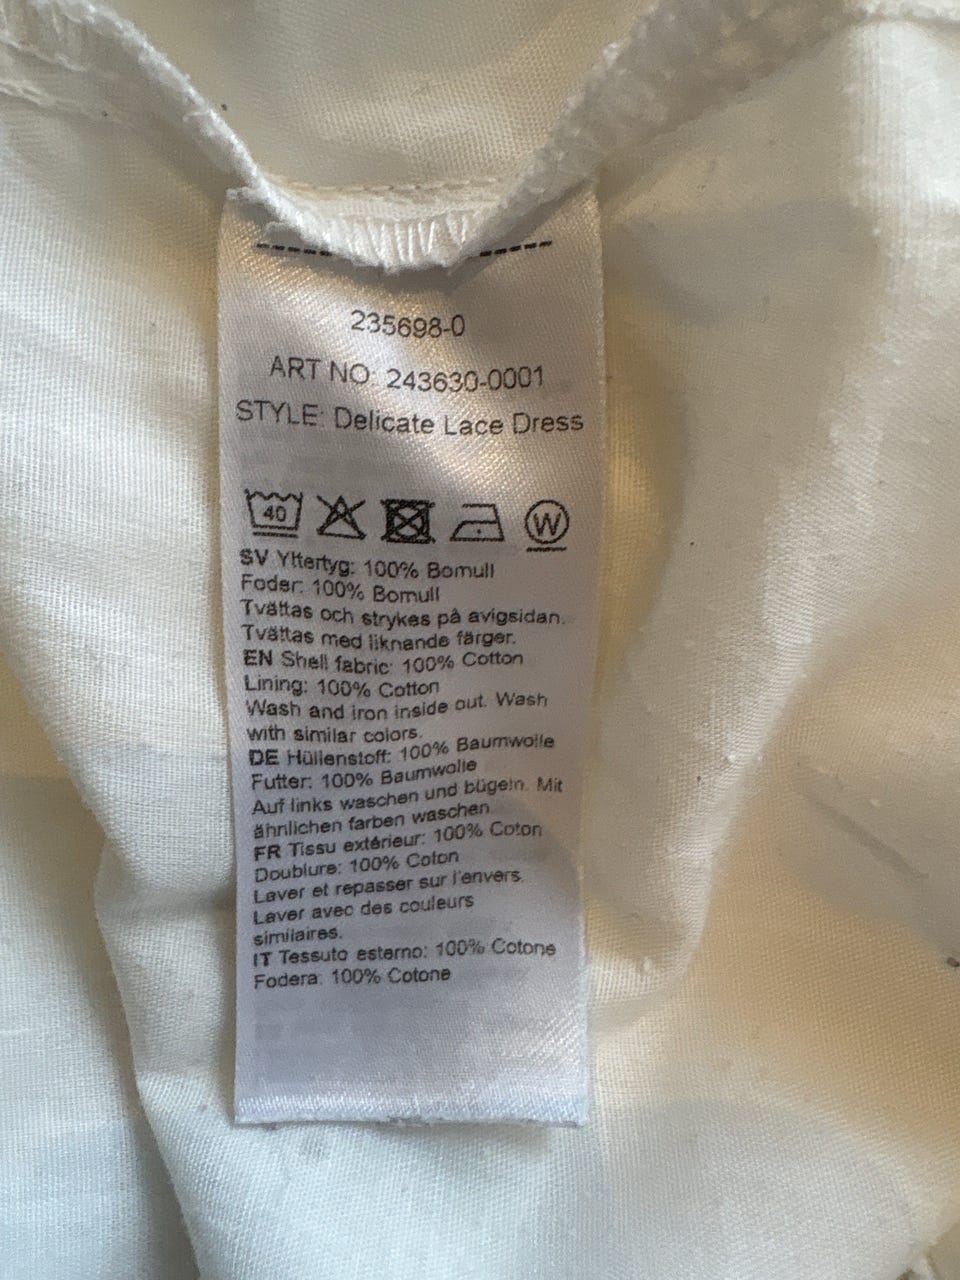 235698-0
ART NO: 243630-0001
STYLE: Delicate Lace Dress
40
W
SV Yttertyg: 100% Bomull
Foder: 100% Bomull
Tvättas och strykes på avigsidan.
Tvättas med liknande färger.
EN Shell fabric: 100% Cotton
Lining: 100% Cotton
Wash and iron inside out. Wash
with similar colors.
DE Hüllenstoff: 100% Baumwolle
Futter: 100% Baumwolle
Auf links waschen und bügeln. Mit
ähnlichen farben waschen.
FR Tissu extérieur: 100% Coton
Doublure: 100% Coton
Laver et repasser sur l'envers.
Laver avec des couleurs
similaires.
IT Tessuto esterno: 100% Cotone
Fodera: 100% Cotone